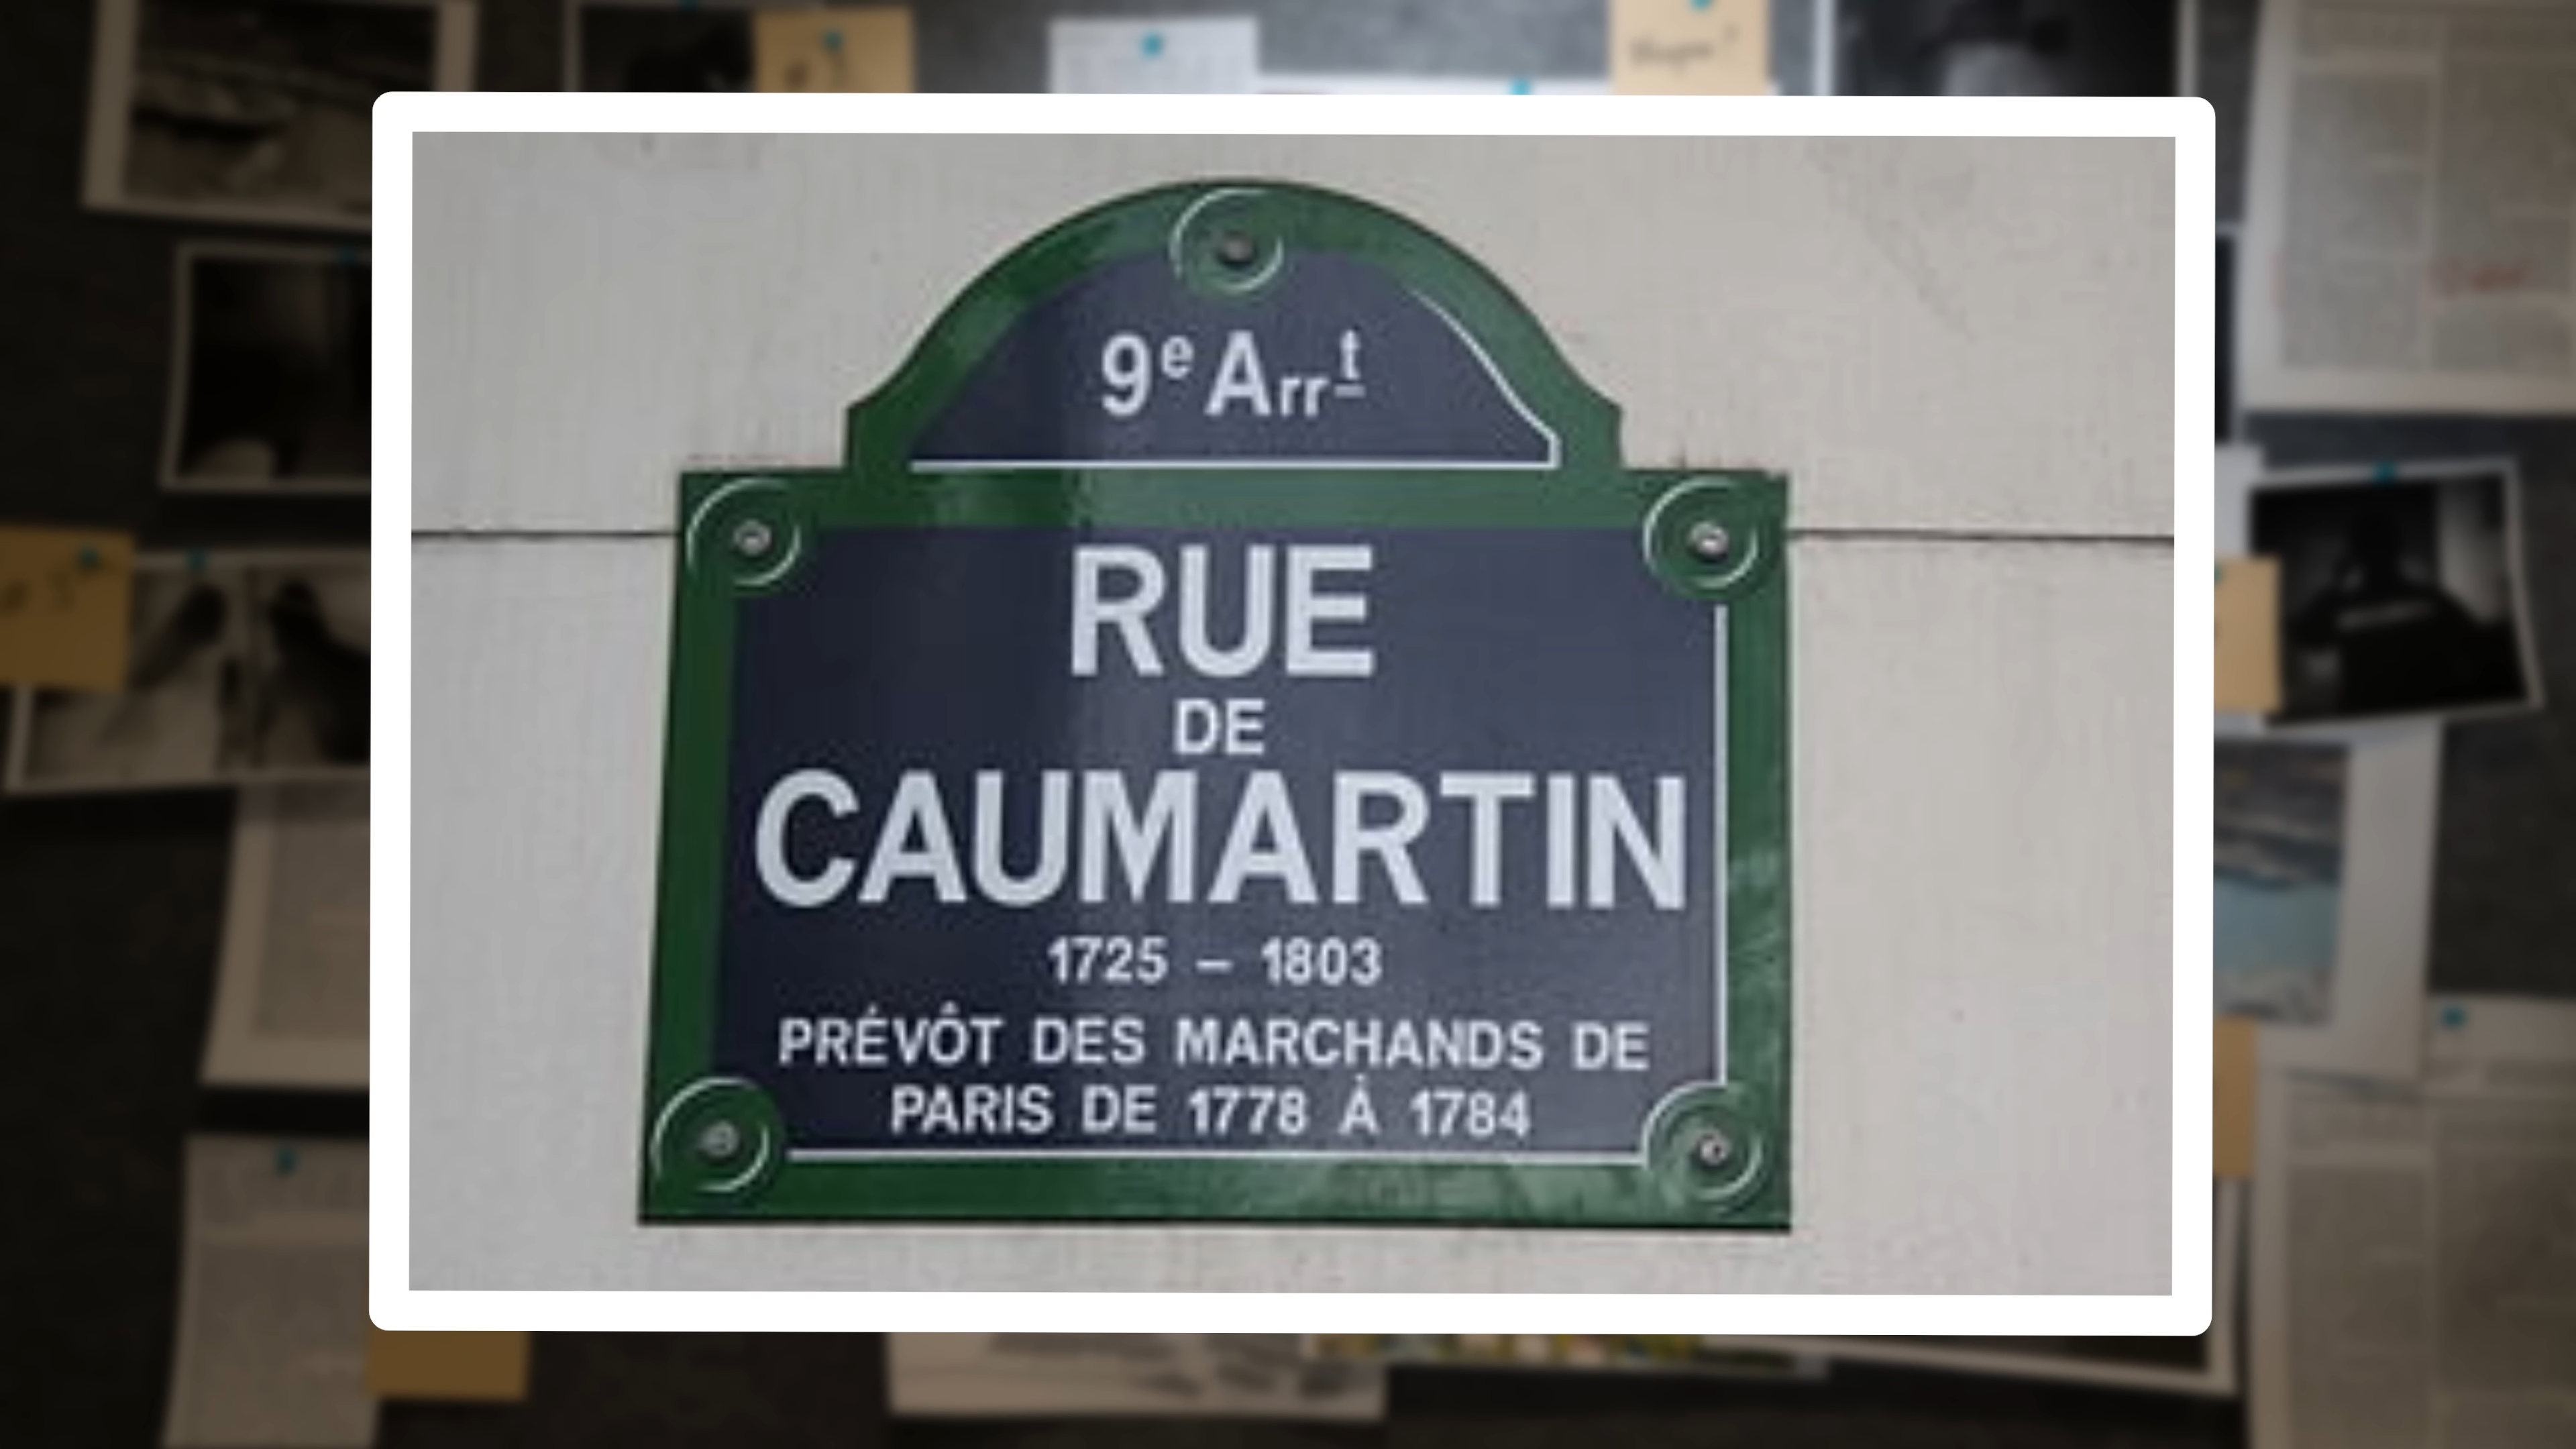 9e Arrt
RUE
DE
CAUMARTIN
1725 – 1803
PRÉVÔT DES MARCHANDS DE
PARIS DE 1778 À 1784